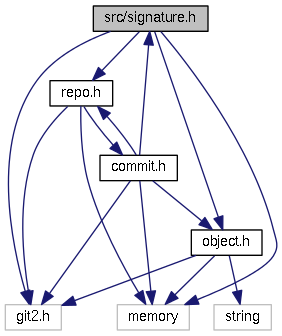 src/signature.h
repo.h
commit.h
object.h
git2.h
memory
string